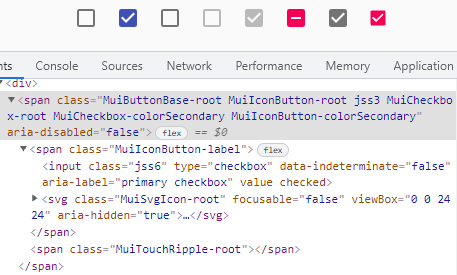 nts Console Sources Network Performance Memory Application
▼<div>
▼<span class="MuiButtonBase-root MuiIconButton-root jss3 MuiCheckbo
x-root MuiCheckbox-colorSecondary MuiIconButton-colorSecondary"
aria-disabled="false"> flex == $0
▼<span class="MuiIconButton-label"> flex
<input class="jss6" type="checkbox" data-indeterminate="false"
aria-label="primary checkbox" value checked>
▶<svg class="MuiSvgIcon-root" focusable="false" viewBox="0 0 24
24" aria-hidden="true">…</svg>
</span>
<span class="MuiTouchRipple-root"></span>
</span>